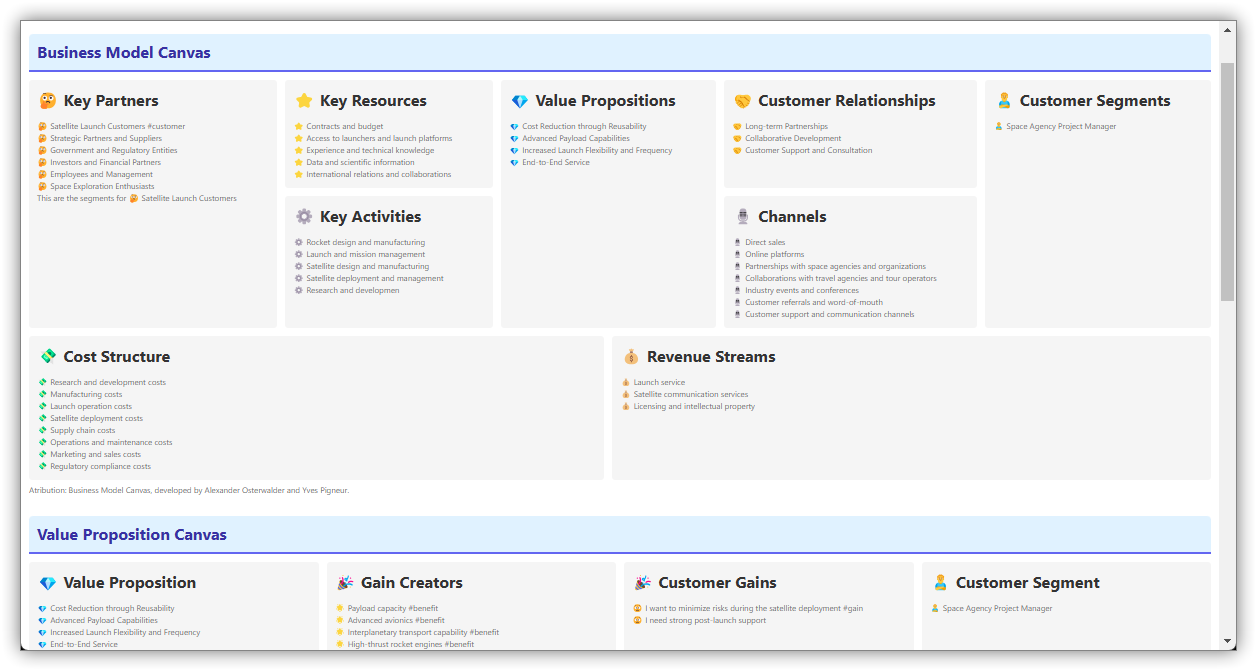 Business Model Canvas
Key Partners
Satellite Launch Customers #customer
Strategic Partners and Suppliers
Government and Regulatory Entities
Investors and Financial Partners
Employees and Management
Space Exploration Enthusiasts
This are the segments for Satellite Launch Customers
Key Resources
Contracts and budget
Access to launchers and launch platforms
Experience and technical knowledge
Data and scientific information
International relations and collaborations
Key Activities
Rocket design and manufacturing
Launch and mission management
Satellite design and manufacturing
Satellite deployment and management
Research and developmen
Value Propositions
Cost Reduction through Reusability
Advanced Payload Capabilities
Increased Launch Flexibility and Frequency
End-to-End Service
Customer Relationships
Long-term Partnerships
Collaborative Development
Customer Support and Consultation
Channels
Direct sales
Online platforms
Partnerships with space agencies and organizations
Collaborations with travel agencies and tour operators
Industry events and conferences
Customer referrals and word-of-mouth
Customer support and communication channels
Customer Segments
Space Agency Project Manager
Cost Structure
Research and development costs
Manufacturing costs
Launch operation costs
Satellite deployment costs
Supply chain costs
Operations and maintenance costs
Marketing and sales costs
Regulatory compliance costs
Revenue Streams
Launch service
Satellite communication services
Licensing and intellectual property
Atribution: Business Model Canvas, developed by Alexander Osterwalder and Yves Pigneur.
Value Proposition Canvas
Value Proposition
Cost Reduction through Reusability
Advanced Payload Capabilities
Increased Launch Flexibility and Frequency
End-to-End Service
Gain Creators
Payload capacity #benefit
Advanced avionics #benefit
Interplanetary transport capability #benefit
High-thrust rocket engines #benefit
Customer Gains
I want to minimize risks during the satellite deployment #gain
I need strong post-launch support
Customer Segment
Space Agency Project Manager